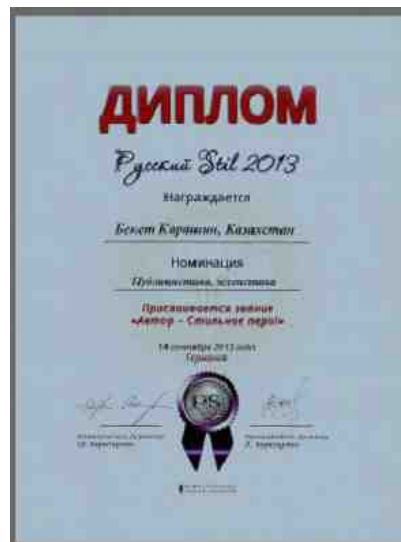 ДИПЛОМ
Русский Stil 2013
Награждается
Бекет Карашин, Казахстан
Номинация
Публицистика, эссеистика
Присваивается звание
«Автор – Стильное перо!»
14 сентября 2013 года
Германия
RS